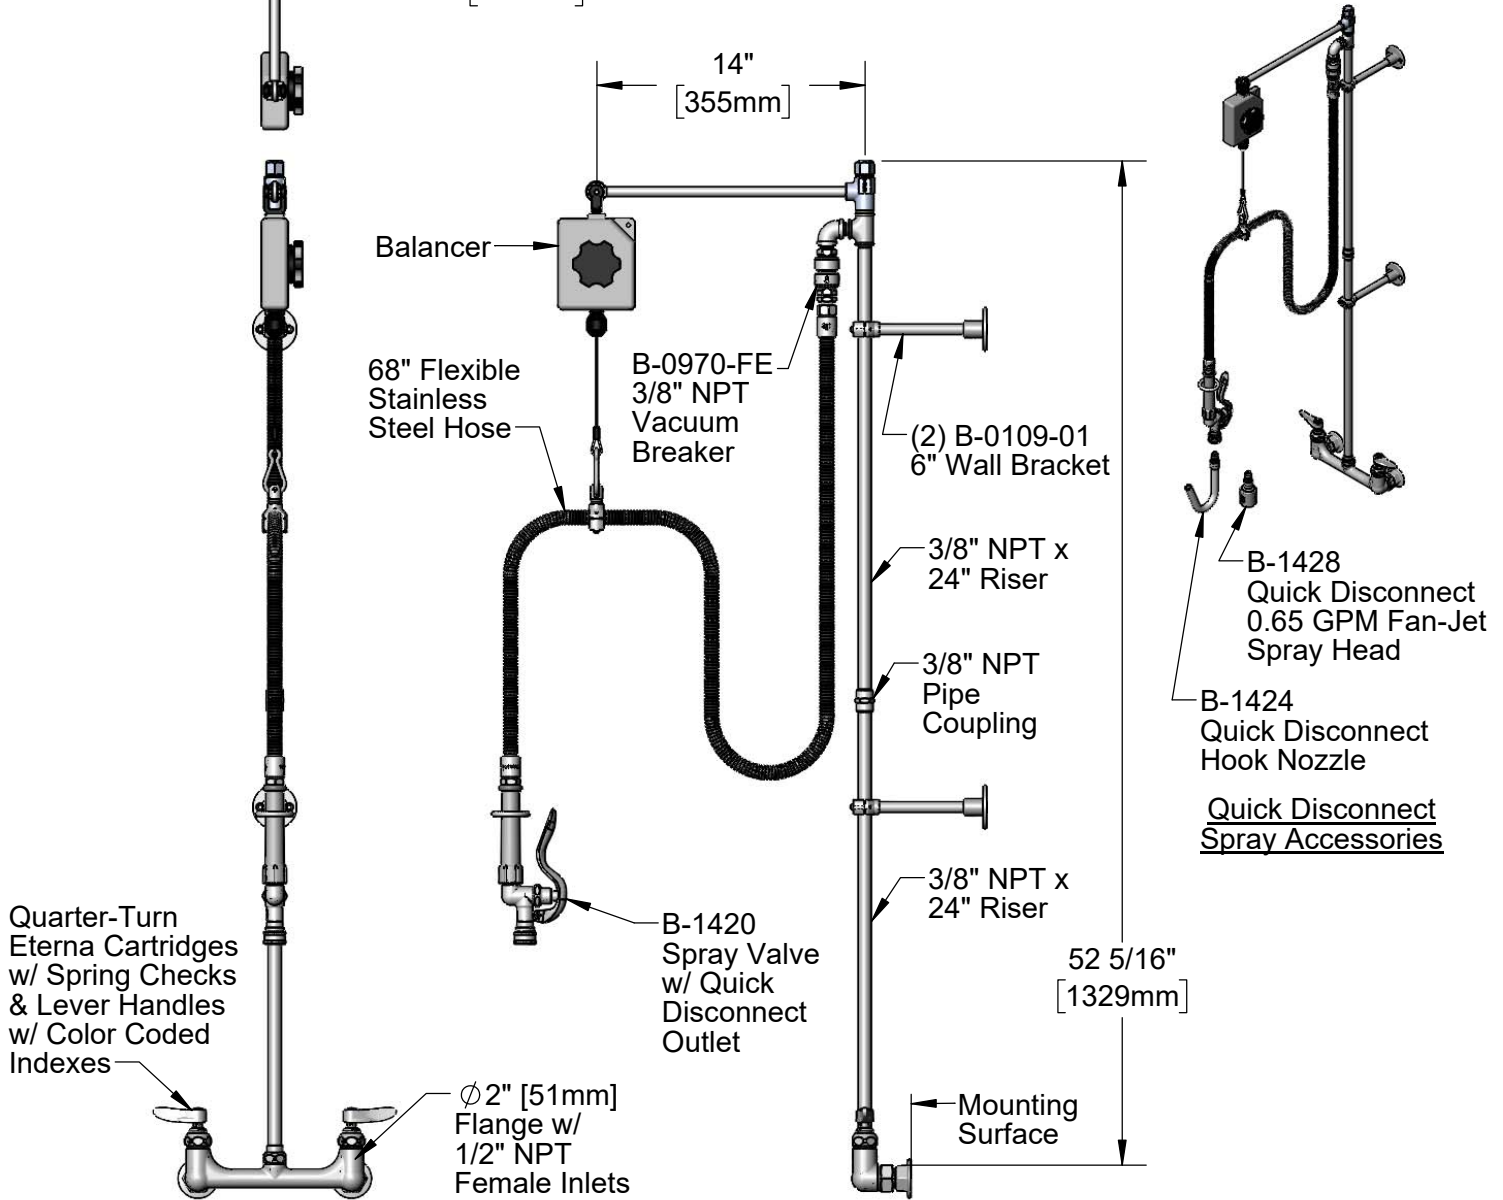 14"
[355mm]
Balancer
68" Flexible
Stainless
Steel Hose
B-0970-FE
3/8" NPT
Vacuum
Breaker
(2) B-0109-01
6" Wall Bracket
3/8" NPT x
24" Riser
3/8" NPT
Pipe
Coupling
3/8" NPT x
24" Riser
B-1428
Quick Disconnect
0.65 GPM Fan-Jet
Spray Head
B-1424
Quick Disconnect
Hook Nozzle
Quick Disconnect
Spray Accessories
Quarter-Turn
Eterna Cartridges
w/ Spring Checks
& Lever Handles
w/ Color Coded
Indexes
B-1420
Spray Valve
w/ Quick
Disconnect
Outlet
52 5/16"
[1329mm]
⌀2" [51mm]
Flange w/
1/2" NPT
Female Inlets
Mounting
Surface